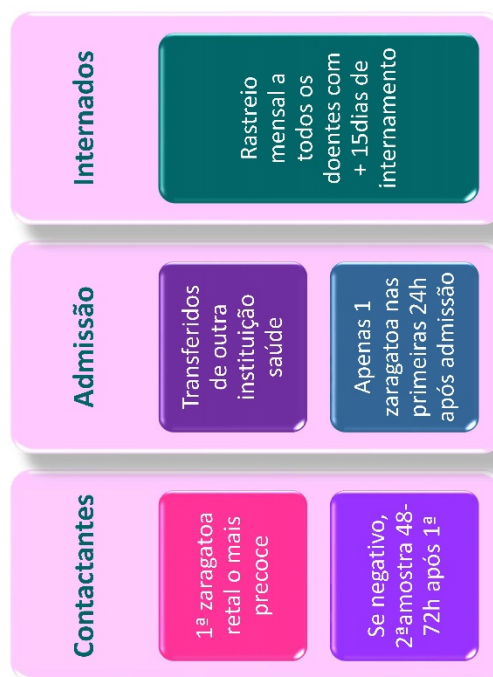 Contactantes
1ª zaragatoa
retal o mais
precoce
Se negativo,
2ªamostra 48-
72h após 1ª
Admissão
Transferidos
de outra
instituição
saúde
Apenas 1
zaragatoa nas
primeiras 24h
após admissão
Internados
Rastreio
mensal a
todos os
doentes com
+ 15dias de
internamento